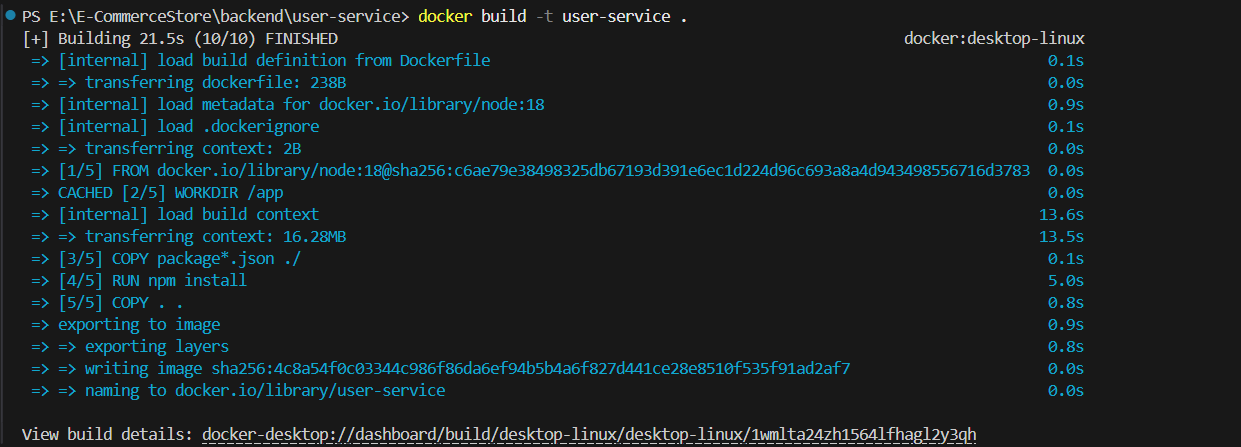 PS E:\E-CommerceStore\backend\user-service> docker build -t user-service .
[+] Building 21.5s (10/10) FINISHED docker:desktop-linux
=> [internal] load build definition from Dockerfile 0.1s
=> => transferring dockerfile: 238B 0.0s
=> [internal] load metadata for docker.io/library/node:18 0.9s
=> [internal] load .dockerignore 0.1s
=> => transferring context: 2B 0.0s
=> [1/5] FROM docker.io/library/node:18@sha256:c6ae79e38498325db67193d391e6ec1d224d96c693a8a4d943498556716d3783 0.0s
=> CACHED [2/5] WORKDIR /app 0.0s
=> [internal] load build context 13.6s
=> => transferring context: 16.28MB 13.5s
=> [3/5] COPY package*.json ./ 0.1s
=> [4/5] RUN npm install 5.0s
=> [5/5] COPY . . 0.8s
=> exporting to image 0.9s
=> => exporting layers 0.8s
=> => writing image sha256:4c8a54f0c03344c986f86da6ef94b5b4a6f827d441ce28e8510f535f91ad2af7 0.0s
=> => naming to docker.io/library/user-service 0.0s
View build details: docker-desktop://dashboard/build/desktop-linux/desktop-linux/1wmlta24zh1564lfhagl2y3qh